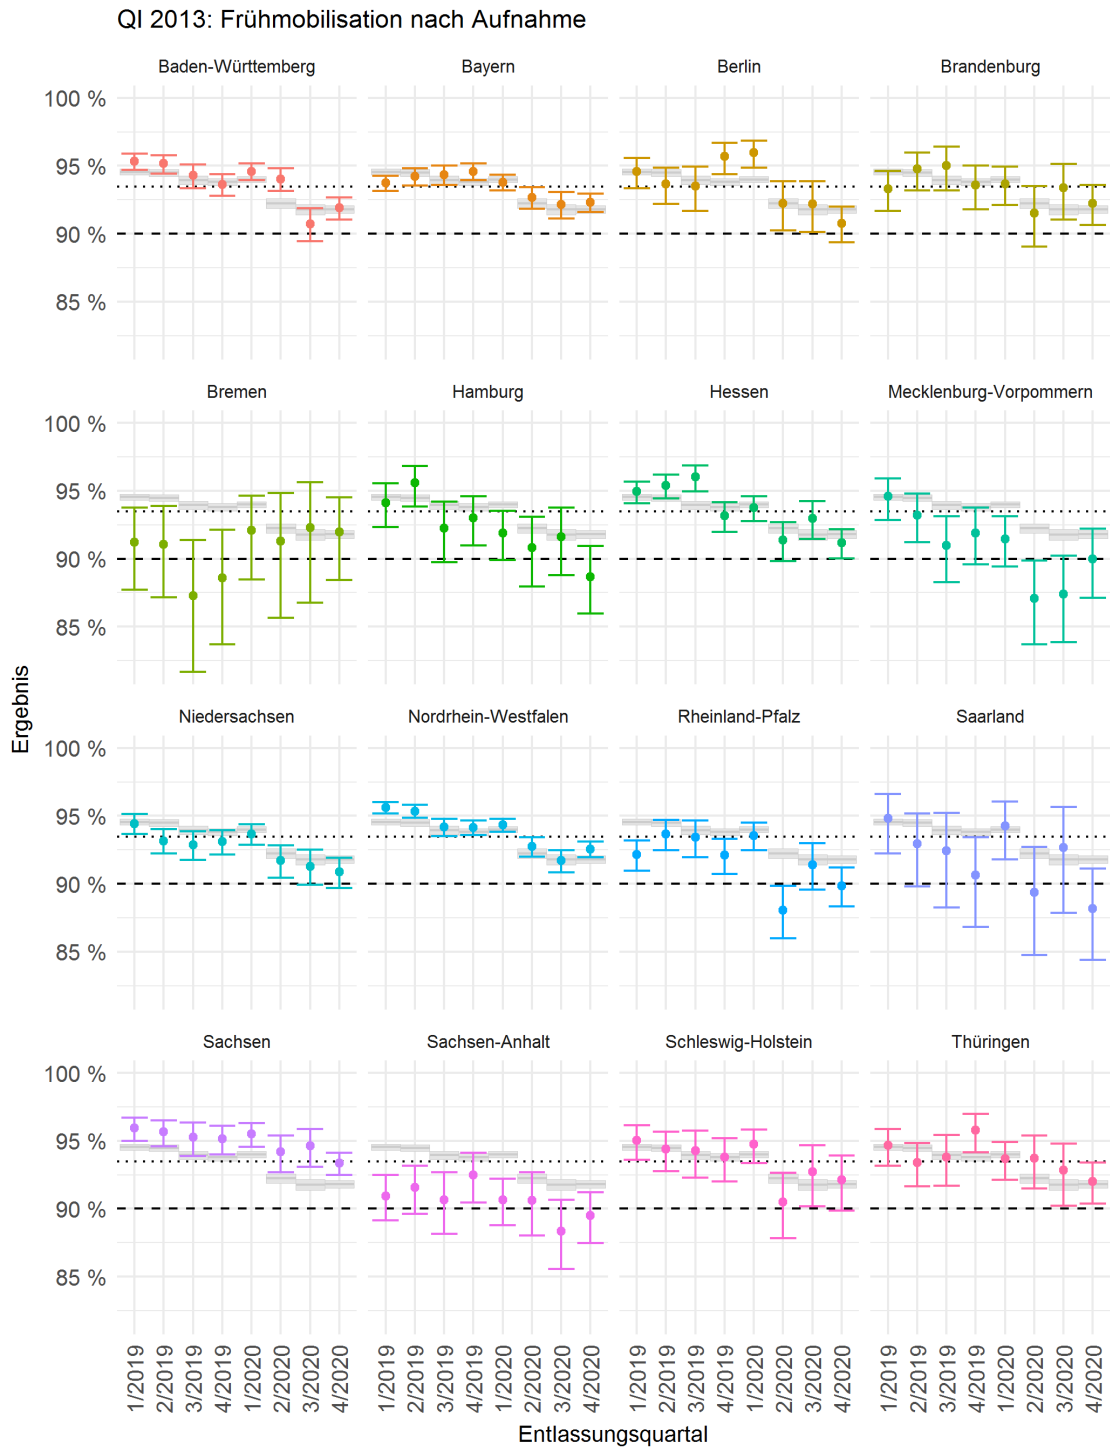 QI 2013: Frühmobilisation nach Aufnahme
Baden-Württemberg
Bayern
Berlin
Brandenburg
100 %
95 %
90 %
85 %
Bremen
Hamburg
Hessen
Mecklenburg-Vorpommern
100 %
95 %
90 %
85 %
Ergebnis
Niedersachsen
Nordrhein-Westfalen
Rheinland-Pfalz
Saarland
100 %
95 %
90 %
85 %
Sachsen
Sachsen-Anhalt
Schleswig-Holstein
Thüringen
100 %
95 %
90 %
85 %
1/2019
2/2019
3/2019
4/2019
1/2020
2/2020
3/2020
4/2020
1/2019
2/2019
3/2019
4/2019
1/2020
2/2020
3/2020
4/2020
1/2019
2/2019
3/2019
4/2019
1/2020
2/2020
3/2020
4/2020
1/2019
2/2019
3/2019
4/2019
1/2020
2/2020
3/2020
4/2020
Entlassungsquartal